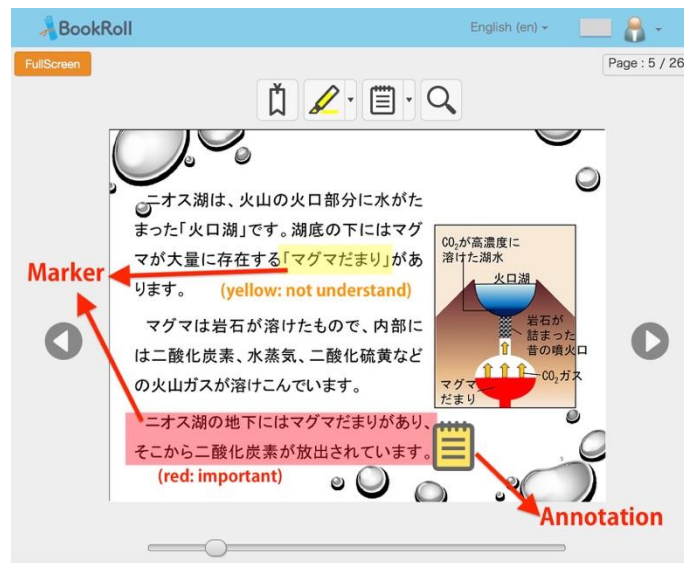 BookRoll
English (en)
FullScreen
Page : 5 / 26
ニオス湖は、火山の火口部分に水がた
まった「火口湖」です。湖底の下にはマグ
マが大量に存在する「マグマだまり」があ
ります。
(yellow: not understand)
Marker
マグマは岩石が溶けたもので、内部に
は二酸化炭素、水蒸気、二酸化硫黄など
の火山ガスが溶けこんでいます。
ニオス湖の地下にはマグマだまりがあり、
そこから二酸化炭素が放出されています。
(red: important)
CO₂が高濃度に
溶けた湖水
火口湖
岩石が
詰まった
昔の噴火口
CO₂ガス
マグマ
だまり
Annotation